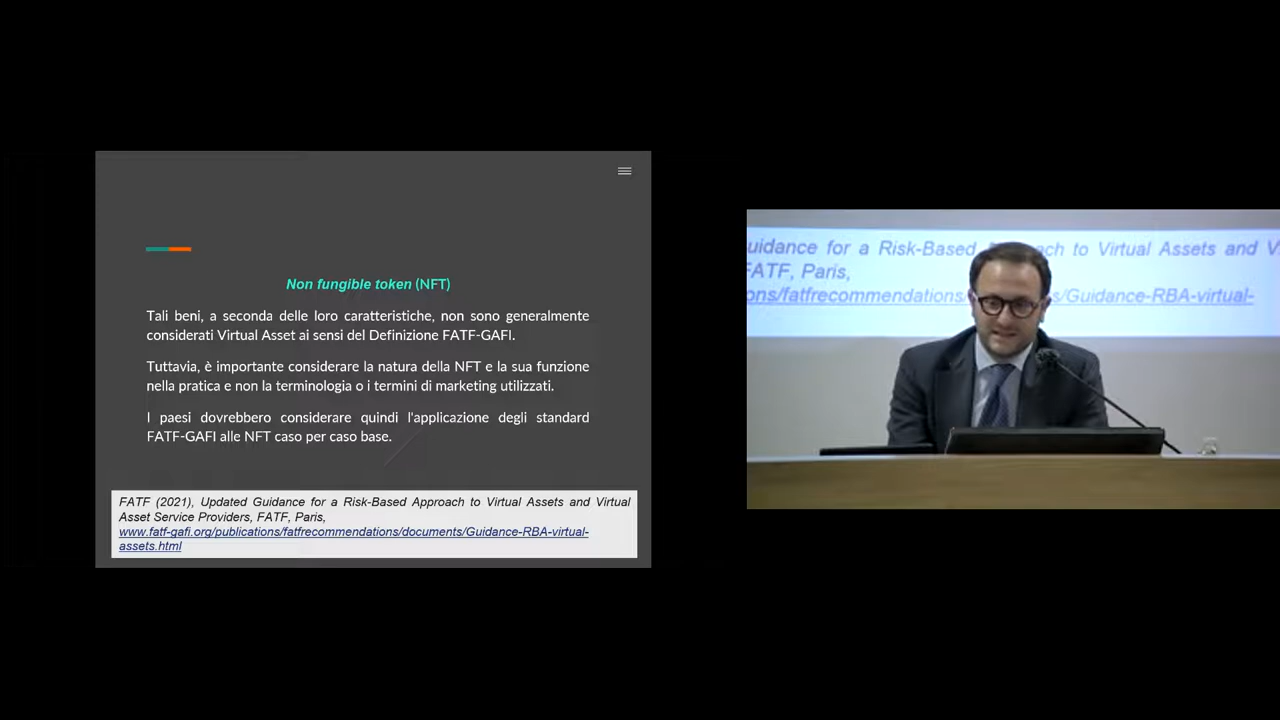 Non fungible token (NFT)
Tali beni, a seconda delle loro caratteristiche, non sono generalmente
considerati Virtual Asset ai sensi del Definizione FATF-GAFI.
Tuttavia, è importante considerare la natura della NFT e la sua funzione
nella pratica e non la terminologia o i termini di marketing utilizzati.
I paesi dovrebbero considerare quindi l'applicazione degli standard
FATF-GAFI alle NFT caso per caso base.
FATF (2021), Updated Guidance for a Risk-Based Approach to Virtual Assets and Virtual
Asset Service Providers, FATF, Paris,
www.fatf-gafi.org/publications/fatfrecommendations/documents/Guidance-RBA-virtual-
assets.html
uidance for a Risk-Based Approach to Virtual Assets and V
FATF, Paris,
ons/fatfrecommendations/ s/Guidance-RBA-virtual-